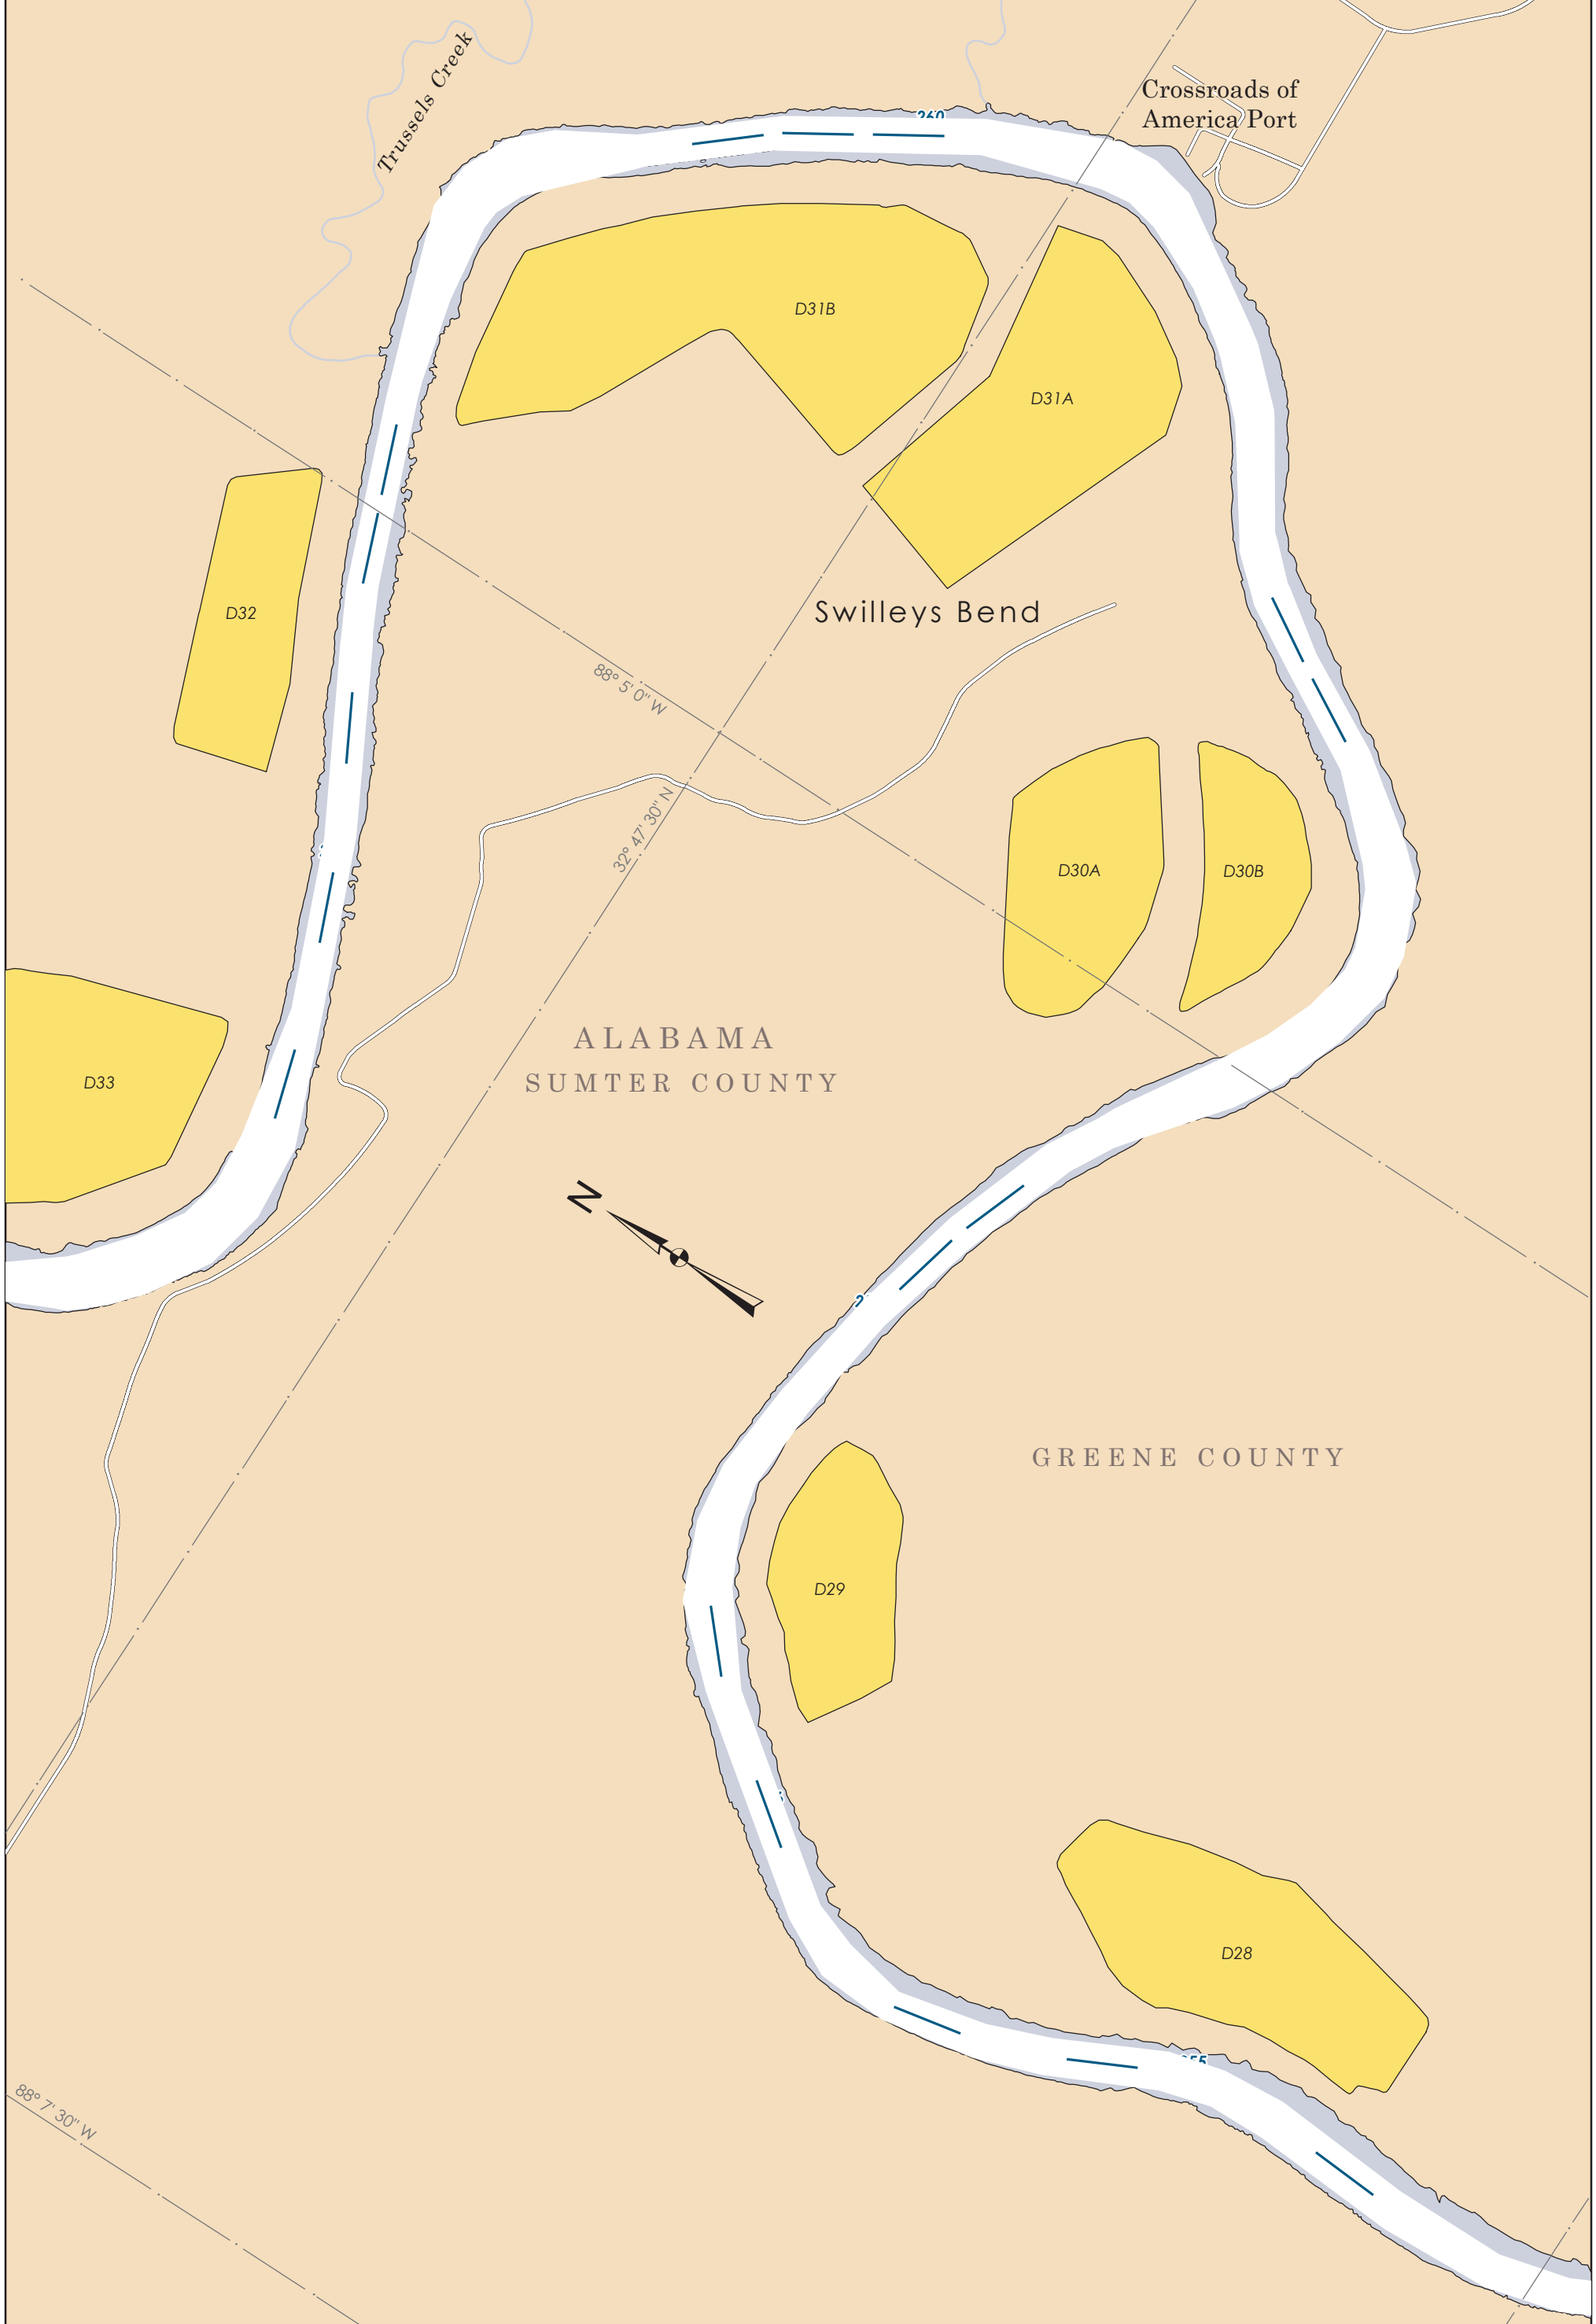 Trussels Creek
Crossroads of
America Port
260
D31B
D31A
D32
Swilleys Bend
88° 5' 0" W
32° 47' 30" N
D30A
D30B
ALABAMA
SUMTER COUNTY
D33
N
GREENE COUNTY
D29
D28
88° 7' 30" W